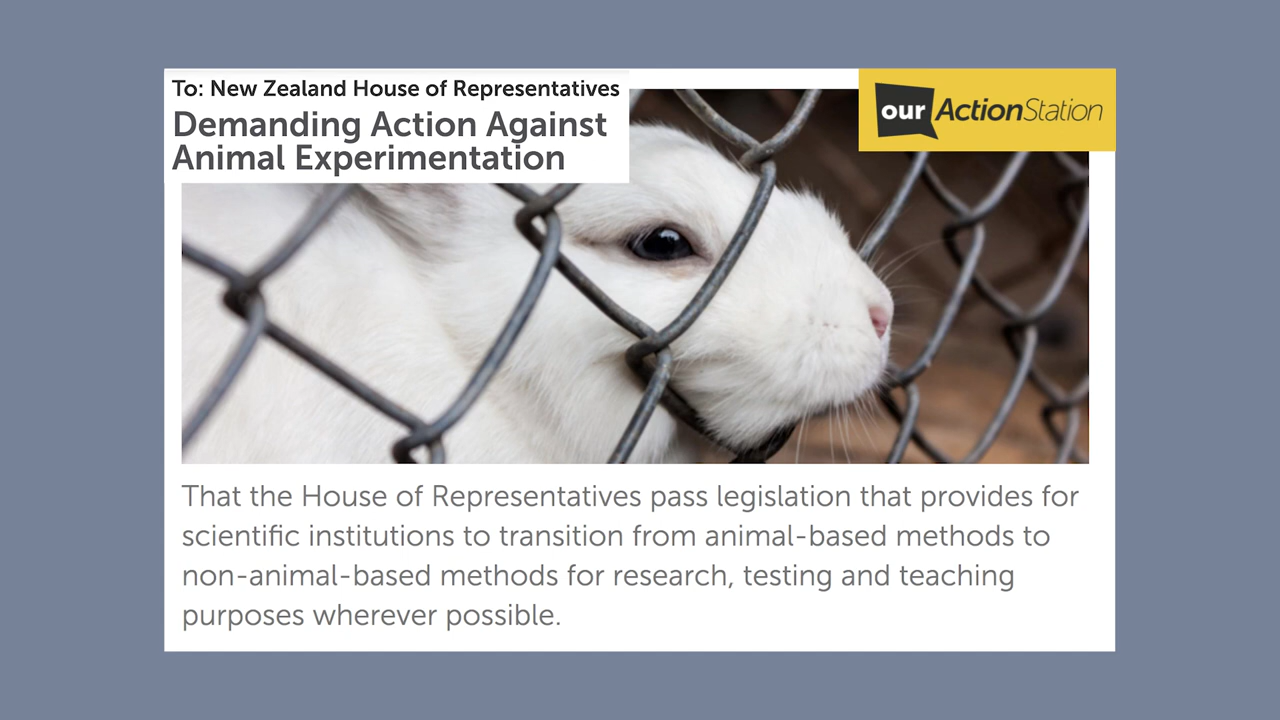 To: New Zealand House of Representatives
Demanding Action Against
Animal Experimentation
our ActionStation
That the House of Representatives pass legislation that provides for
scientific institutions to transition from animal-based methods to
non-animal-based methods for research, testing and teaching
purposes wherever possible.